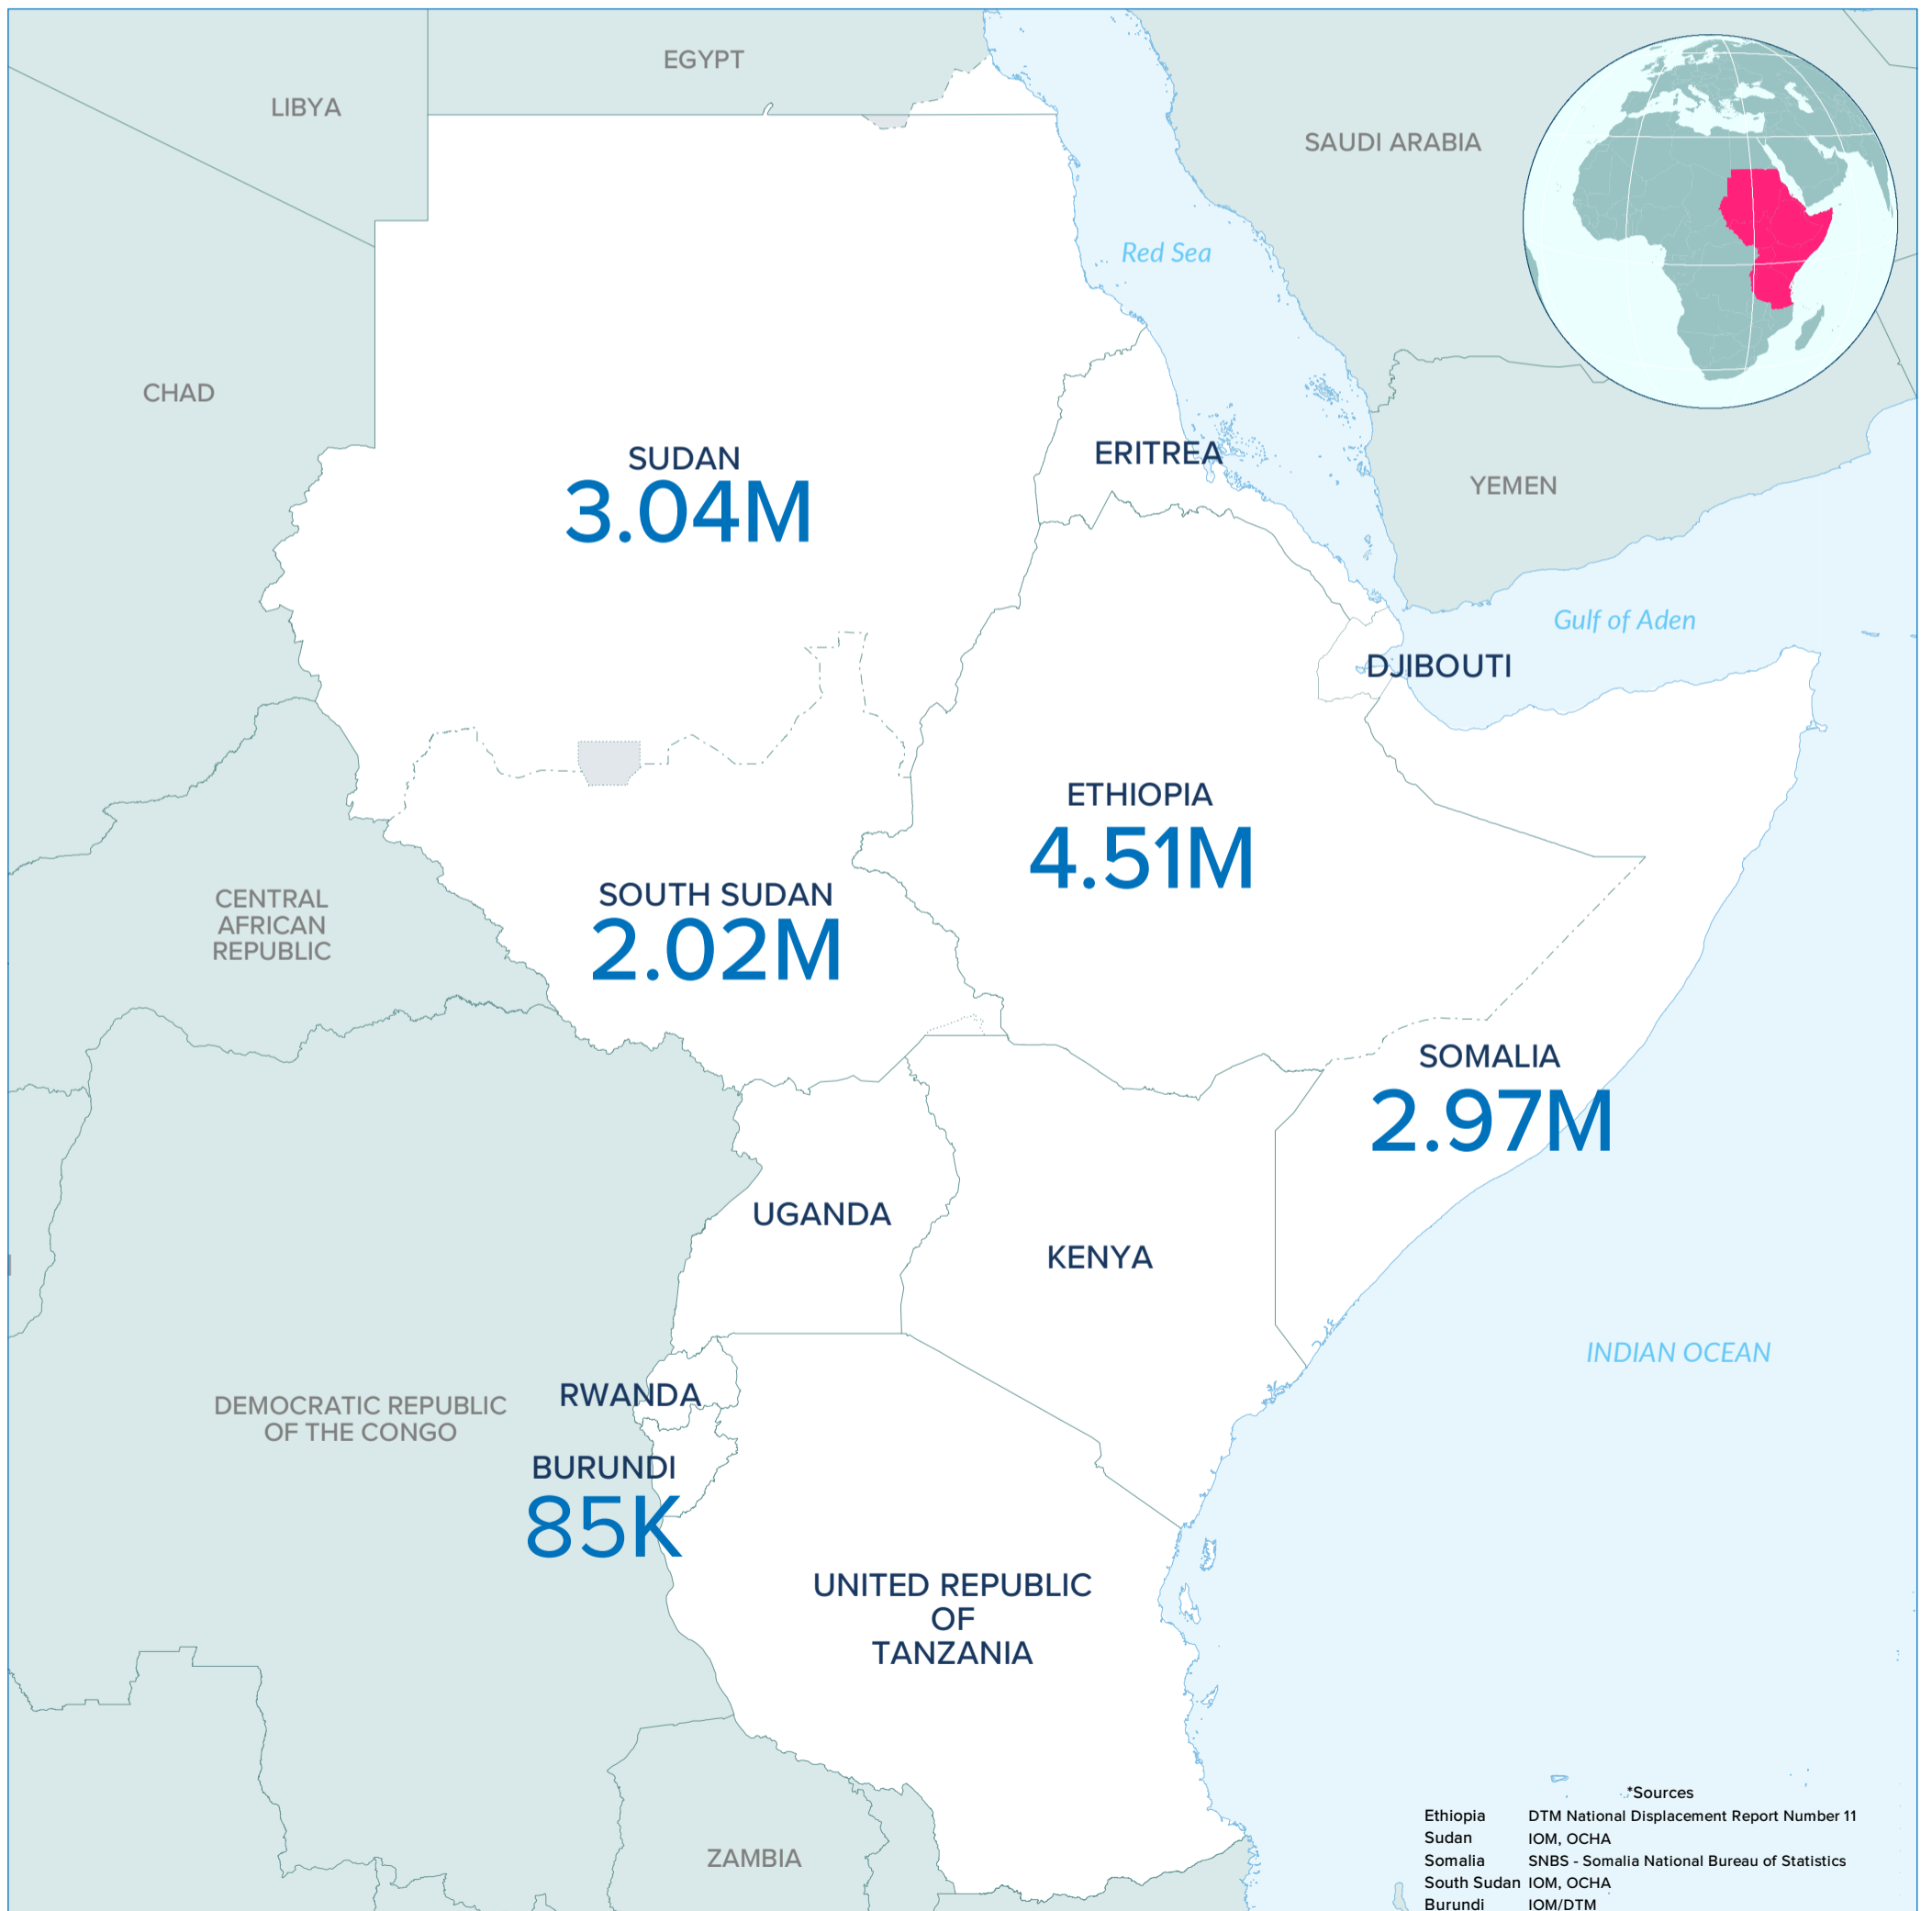 EGYPT
LIBYA
SAUDI ARABIA
Red Sea
CHAD
SUDAN
3.04M
ERITREA
YEMEN
Gulf of Aden
DJIBOUTI
ETHIOPIA
4.51M
SOUTH SUDAN
2.02M
CENTRAL
AFRICAN
REPUBLIC
SOMALIA
2.97M
UGANDA
KENYA
INDIAN OCEAN
RWANDA
DEMOCRATIC REPUBLIC
OF THE CONGO
BURUNDI
85K
UNITED REPUBLIC
OF
TANZANIA
ZAMBIA
*Sources
Ethiopia DTM National Displacement Report Number 11
Sudan IOM, OCHA
Somalia SNBS - Somalia National Bureau of Statistics
South Sudan IOM, OCHA
Burundi IOM/DTM